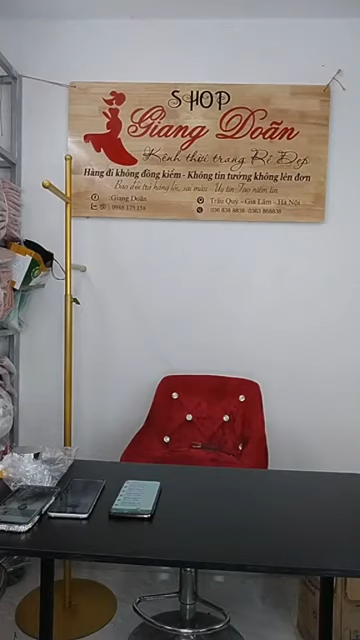 SHOP
Giang Doãn
Kênh thời trang Rẻ Đẹp
Hàng đi không đồng kiểm - Không tin tưởng không lên đơn
Bao đổi trả hàng lỗi, sai mẫu - Uy tín Tạo niềm tin
: Giang Doãn
Trâu Quỳ - Gia Lâm - Hà Nội